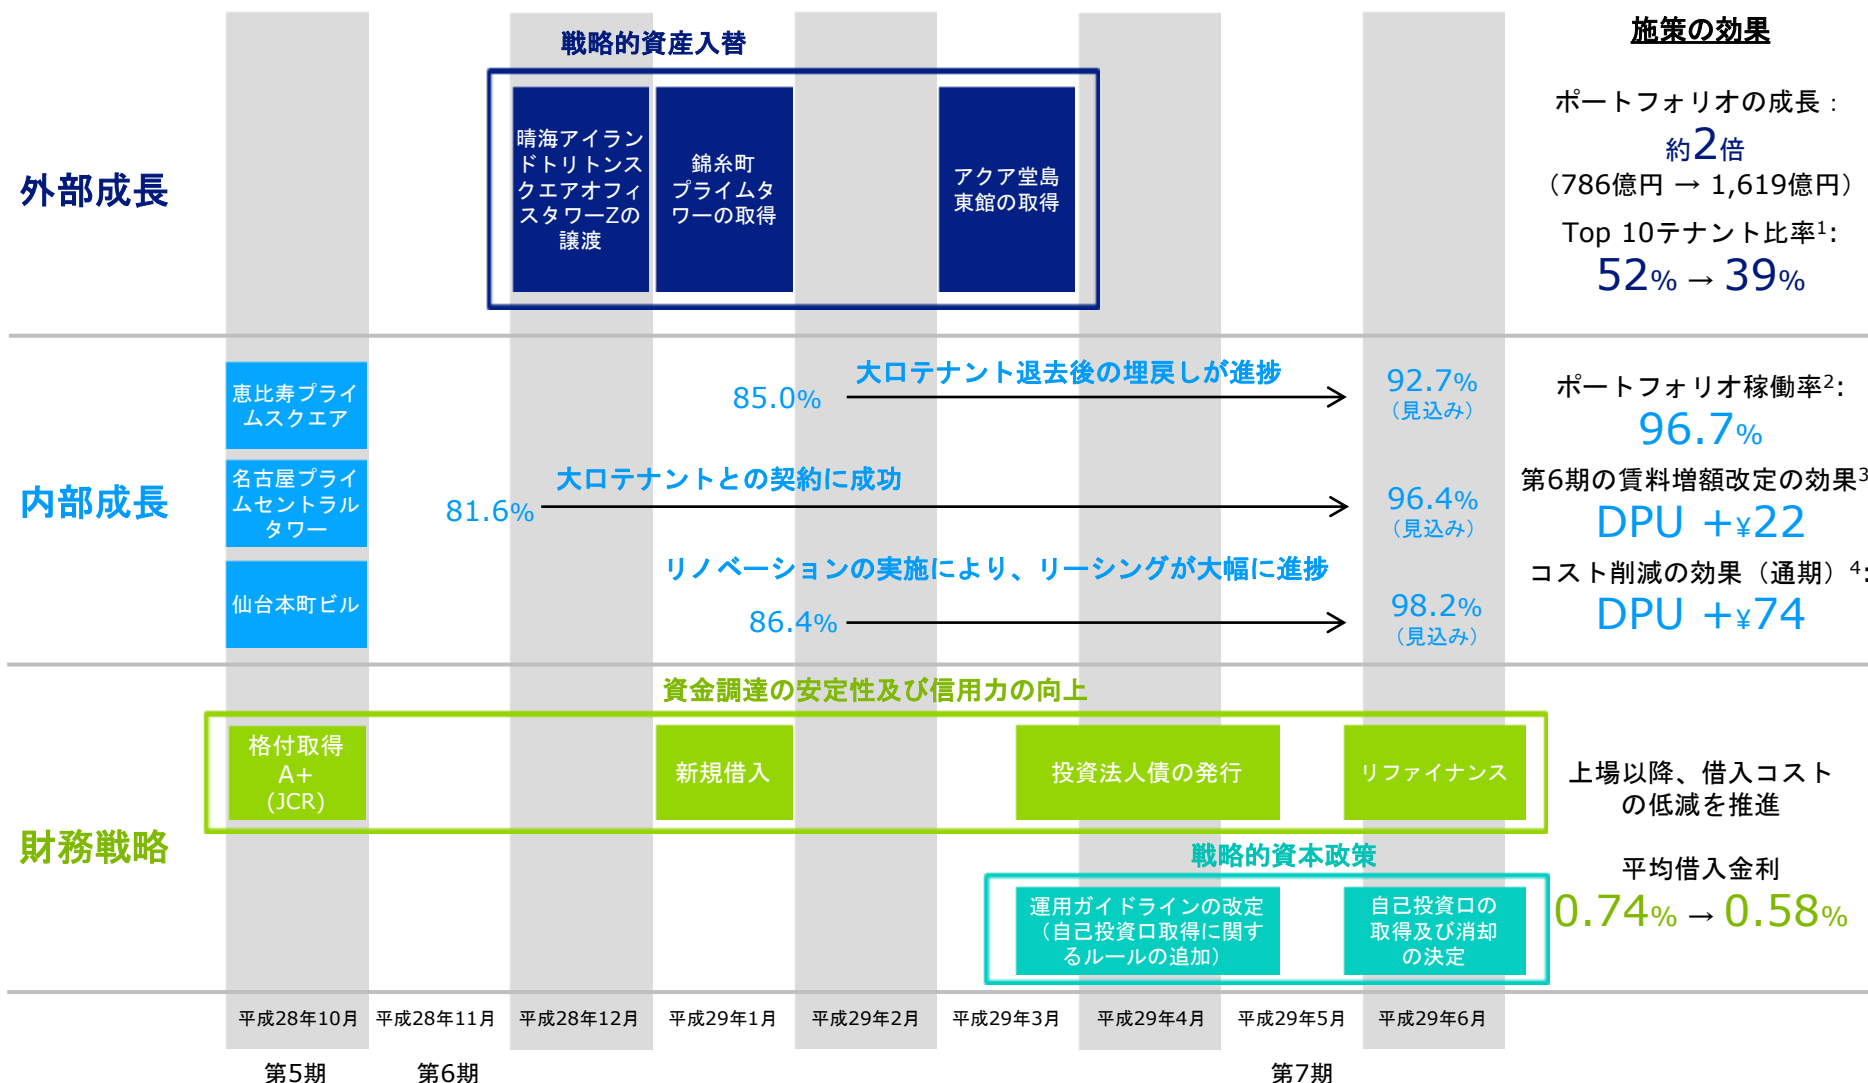 戦略的資産入替
施策の効果
外部成長
晴海アイラン
ドトリトンス
クエアオフィ
スタワーZの
譲渡
錦糸町
プライムタ
ワーの取得
アクア堂島
東館の取得
ポートフォリオの成長：
約2倍
（786億円 → 1,619億円）
Top 10テナント比率1:
52% → 39%
内部成長
恵比寿プライ
ムスクエア
85.0%
大口テナント退去後の埋戻しが進捗
92.7%
（見込み）
名古屋プライ
ムセントラル
タワー
81.6%
大口テナントとの契約に成功
96.4%
（見込み）
仙台本町ビル
リノベーションの実施により、リーシングが大幅に進捗
86.4%
98.2%
（見込み）
ポートフォリオ稼働率2:
96.7%
第6期の賃料増額改定の効果3
DPU +¥22
コスト削減の効果（通期）4:
DPU +¥74
財務戦略
資金調達の安定性及び信用力の向上
格付取得
A+
(JCR)
新規借入
投資法人債の発行
リファイナンス
戦略的資本政策
運用ガイドラインの改定
（自己投資口取得に関す
るルールの追加）
自己投資口の
取得及び消却
の決定
上場以降、借入コスト
の低減を推進
平均借入金利
0.74% → 0.58%
平成28年10月
平成28年11月
平成28年12月
平成29年1月
平成29年2月
平成29年3月
平成29年4月
平成29年5月
平成29年6月
第5期
第6期
第7期